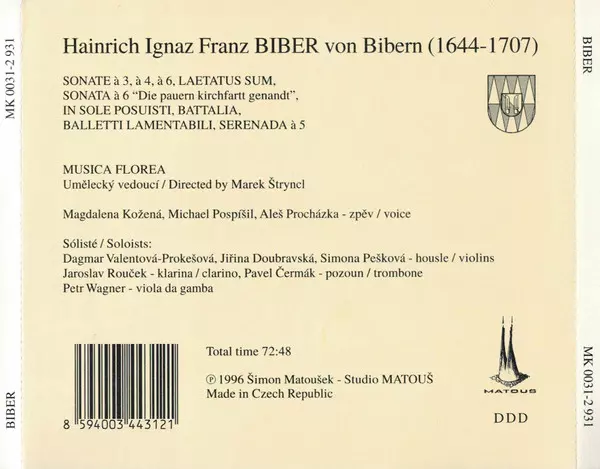 Hainrich Ignaz Franz BIBER von Bibern (1644-1707)
SONATE à 3, à 4, à 6, LAETATUS SUM,
SONATA à 6 “Die pauern kirchfartt genandt”,
IN SOLE POSUISTI, BATTALIA,
BALLETTI LAMENTABILI, SERENADA à 5
MUSICA FLOREA
Umělecký vedoucí / Directed by Marek Štryncl
Magdalena Kožená, Michael Pospíšil, Aleš Procházka - zpěv / voice
Sólisté / Soloists:
Dagmar Valentová-Prokešová, Jiřina Doubravská, Simona Pešková - housle / violins
Jaroslav Rouček - klarina / clarino, Pavel Čermák - pozoun / trombone
Petr Wagner - viola da gamba
Total time 72:48
℗ 1996 Šimon Matoušek - Studio MATOUŠ
Made in Czech Republic
8 594003 443121
MATOUS
DDD
MK 0031-2 931
BIBER
BIBER
MK 0031-2 931